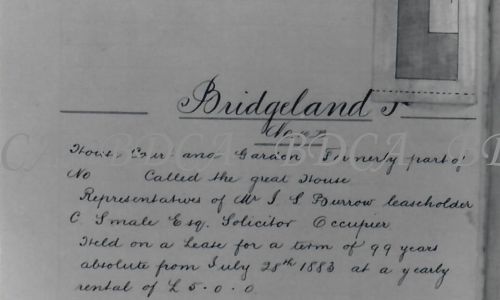 Bridgeland
House and Garden Formerly part of
No Called the great House
Representatives of Mr J S Burrow leaseholder
C Smale Esq. Solicitor Occupier
Held on a Lease for a term of 99 years
absolute from July 28th 1883 at a yearly
rental of £5.0.0